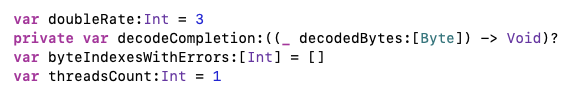 var doubleRate:Int = 3
private var decodeCompletion:((_ decodedBytes:[Byte]) -> Void)?
var byteIndexesWithErrors:[Int] = []
var threadsCount:Int = 1